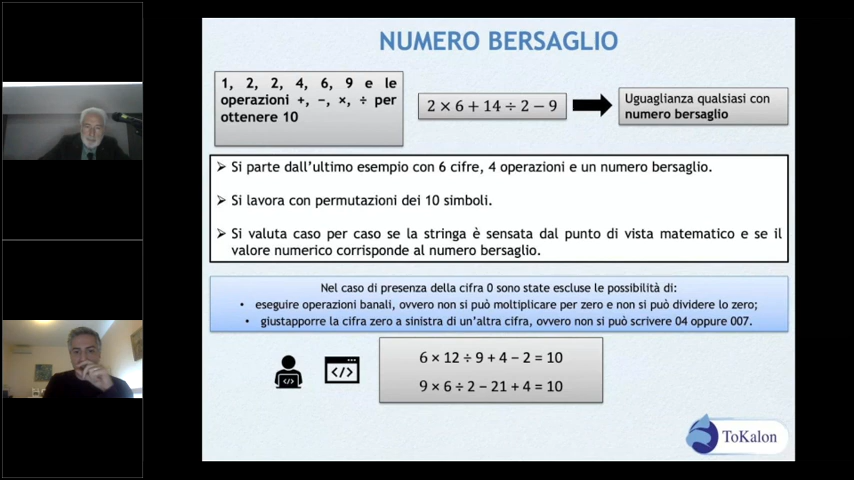 NUMERO BERSAGLIO
1, 2, 2, 4, 6, 9 e le
operazioni +, −, ×, ÷ per
ottenere 10
2 × 6 + 14 ÷ 2 − 9
Uguaglianza qualsiasi con
numero bersaglio
➢ Si parte dall'ultimo esempio con 6 cifre, 4 operazioni e un numero bersaglio.
➢ Si lavora con permutazioni dei 10 simboli.
➢ Si valuta caso per caso se la stringa è sensata dal punto di vista matematico e se il
valore numerico corrisponde al numero bersaglio.
Nel caso di presenza della cifra 0 sono state escluse le possibilità di:
• eseguire operazioni banali, ovvero non si può moltiplicare per zero e non si può dividere lo zero;
• giustapporre la cifra zero a sinistra di un'altra cifra, ovvero non si può scrivere 04 oppure 007.
6 × 12 ÷ 9 + 4 − 2 = 10
9 × 6 ÷ 2 − 21 + 4 = 10
ToKalon